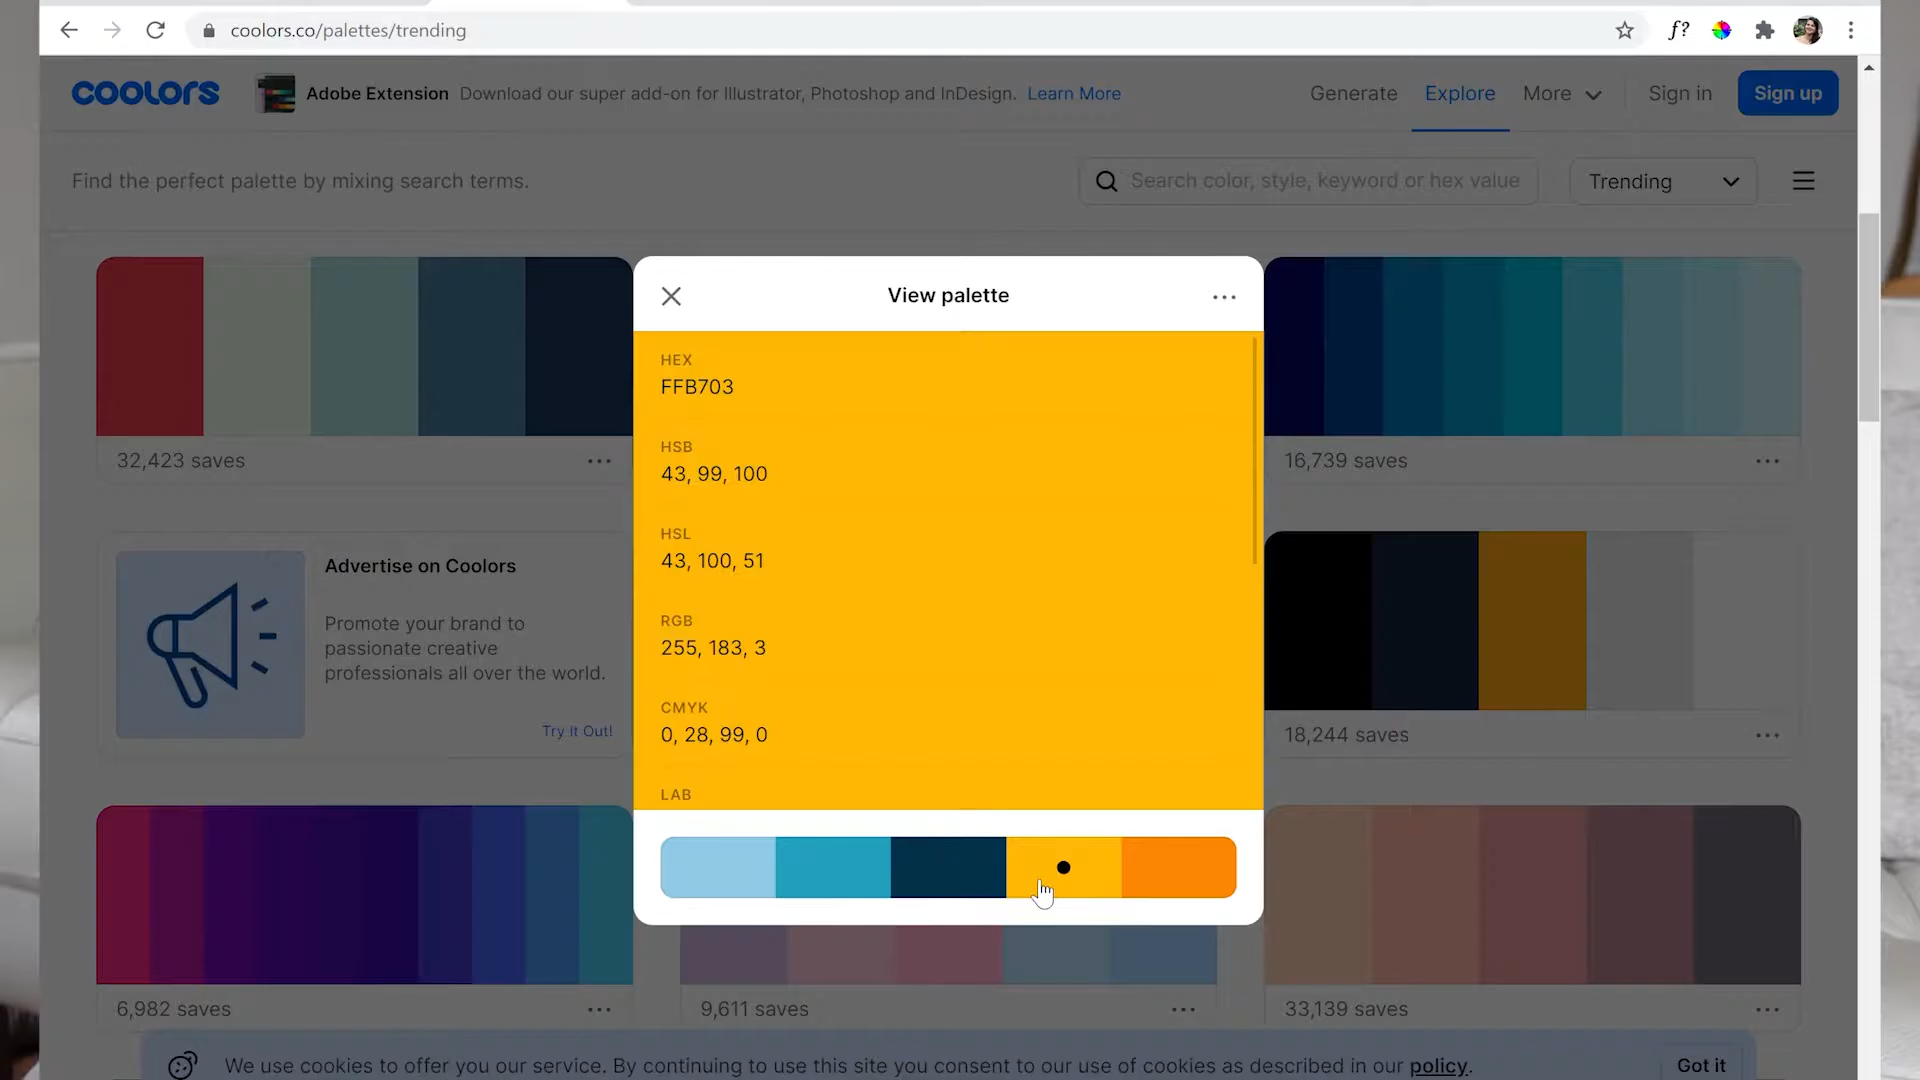 coolors.co/palettes/trending
f?
coolors
Adobe Extension Download our super add-on for Illustrator, Photoshop and InDesign. Learn More
Generate Explore More Sign in Sign up
Find the perfect palette by mixing search terms.
Search color, style, keyword or hex value
Trending
View palette
HEX
FFB703
HSB
43, 99, 100
HSL
43, 100, 51
RGB
255, 183, 3
CMYK
0, 28, 99, 0
LAB
32,423 saves
16,739 saves
Advertise on Coolors
Promote your brand to
passionate creative
professionals all over the world.
Try It Out!
18,244 saves
6,982 saves
9,611 saves
33,139 saves
We use cookies to offer you our service. By continuing to use this site you consent to our use of cookies as described in our policy.
Got it